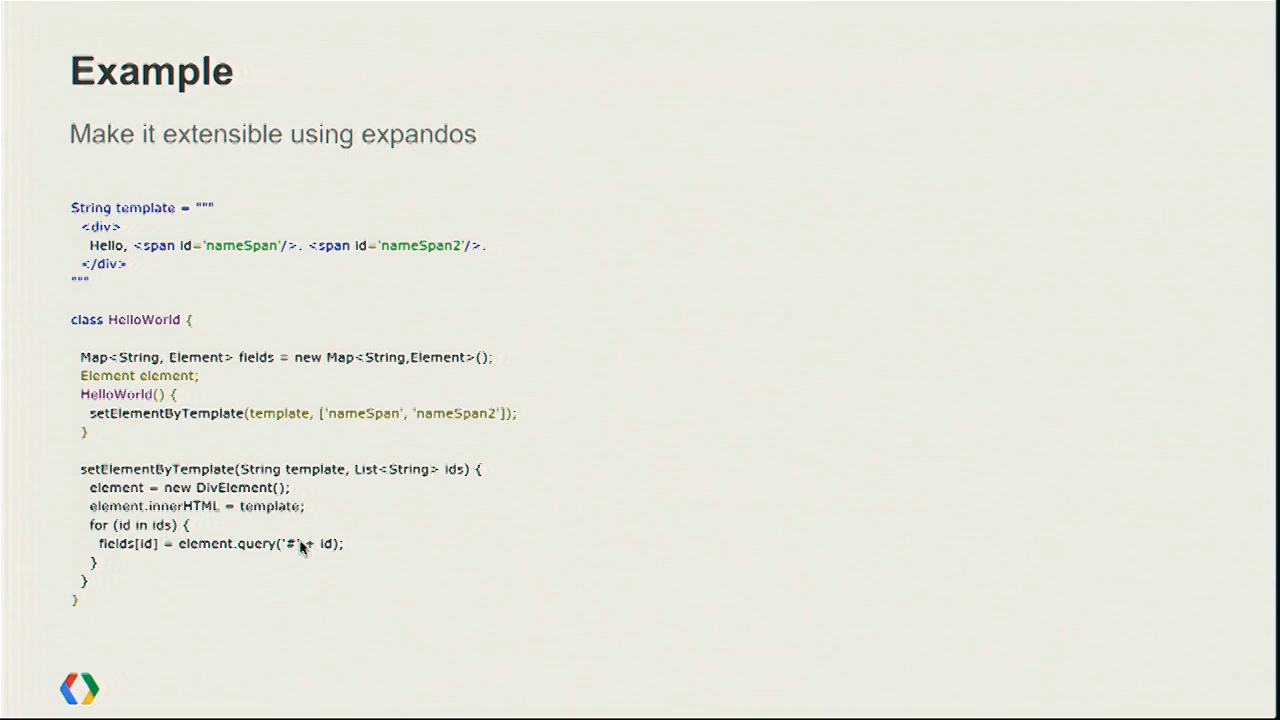 Example
Make it extensible using expandos
String template = """
<div>
Hello, <span id='nameSpan'/>. <span id='nameSpan2'/>.
</div>
"""
class HelloWorld {
Map<String, Element> fields = new Map<String,Element>();
Element element;
HelloWorld() {
setElementByTemplate(template, ['nameSpan', 'nameSpan2']);
}
setElementByTemplate(String template, List<String> ids) {
element = new DivElement();
element.innerHTML = template;
for (id in ids) {
fields[id] = element.query('#' + id);
}
}
}